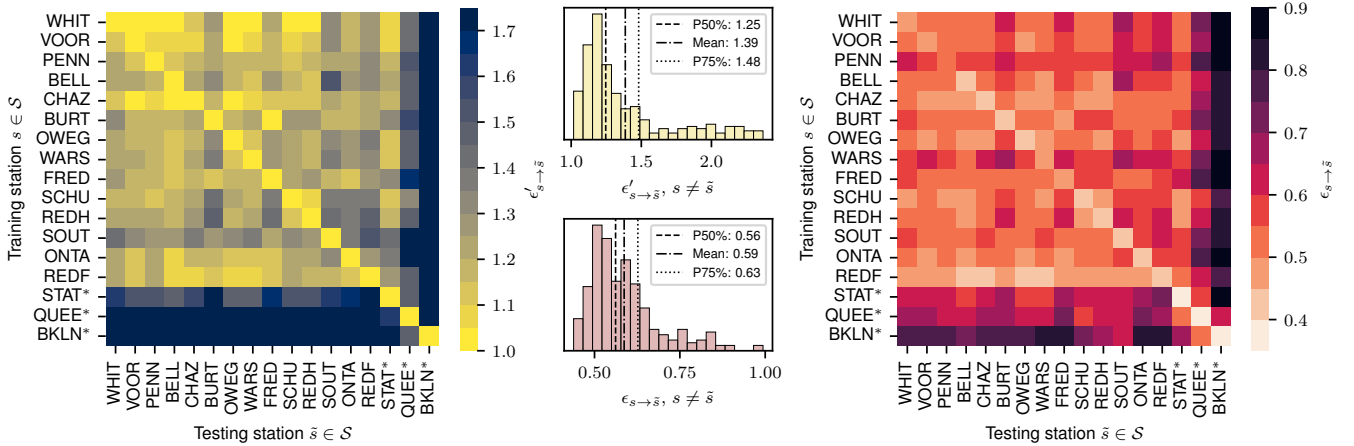 WHIT
VOOR
PENN
BELL
CHAZ
BURT
OWEG
WARS
FRED
SCHU
REDH
SOUT
ONTA
REDF
STAT*
QUEE*
BKLN*
Training station s ∈ 𝒮
WHIT
VOOR
PENN
BELL
CHAZ
BURT
OWEG
WARS
FRED
SCHU
REDH
SOUT
ONTA
REDF
STAT*
QUEE*
BKLN*
Testing station s̃ ∈ 𝒮
1.7
1.6
1.5
1.4
1.3
1.2
1.1
1.0
ϵ′ₛ→s̃
P50%: 1.25
Mean: 1.39
P75%: 1.48
1.0
1.5
2.0
ϵ′ₛ→s̃, s ≠ s̃
P50%: 0.56
Mean: 0.59
P75%: 0.63
0.50
0.75
1.00
ϵₛ→s̃, s ≠ s̃
WHIT
VOOR
PENN
BELL
CHAZ
BURT
OWEG
WARS
FRED
SCHU
REDH
SOUT
ONTA
REDF
STAT*
QUEE*
BKLN*
Training station s ∈ 𝒮
WHIT
VOOR
PENN
BELL
CHAZ
BURT
OWEG
WARS
FRED
SCHU
REDH
SOUT
ONTA
REDF
STAT*
QUEE*
BKLN*
Testing station s̃ ∈ 𝒮
0.9
0.8
0.7
0.6
0.5
0.4
ϵₛ→s̃